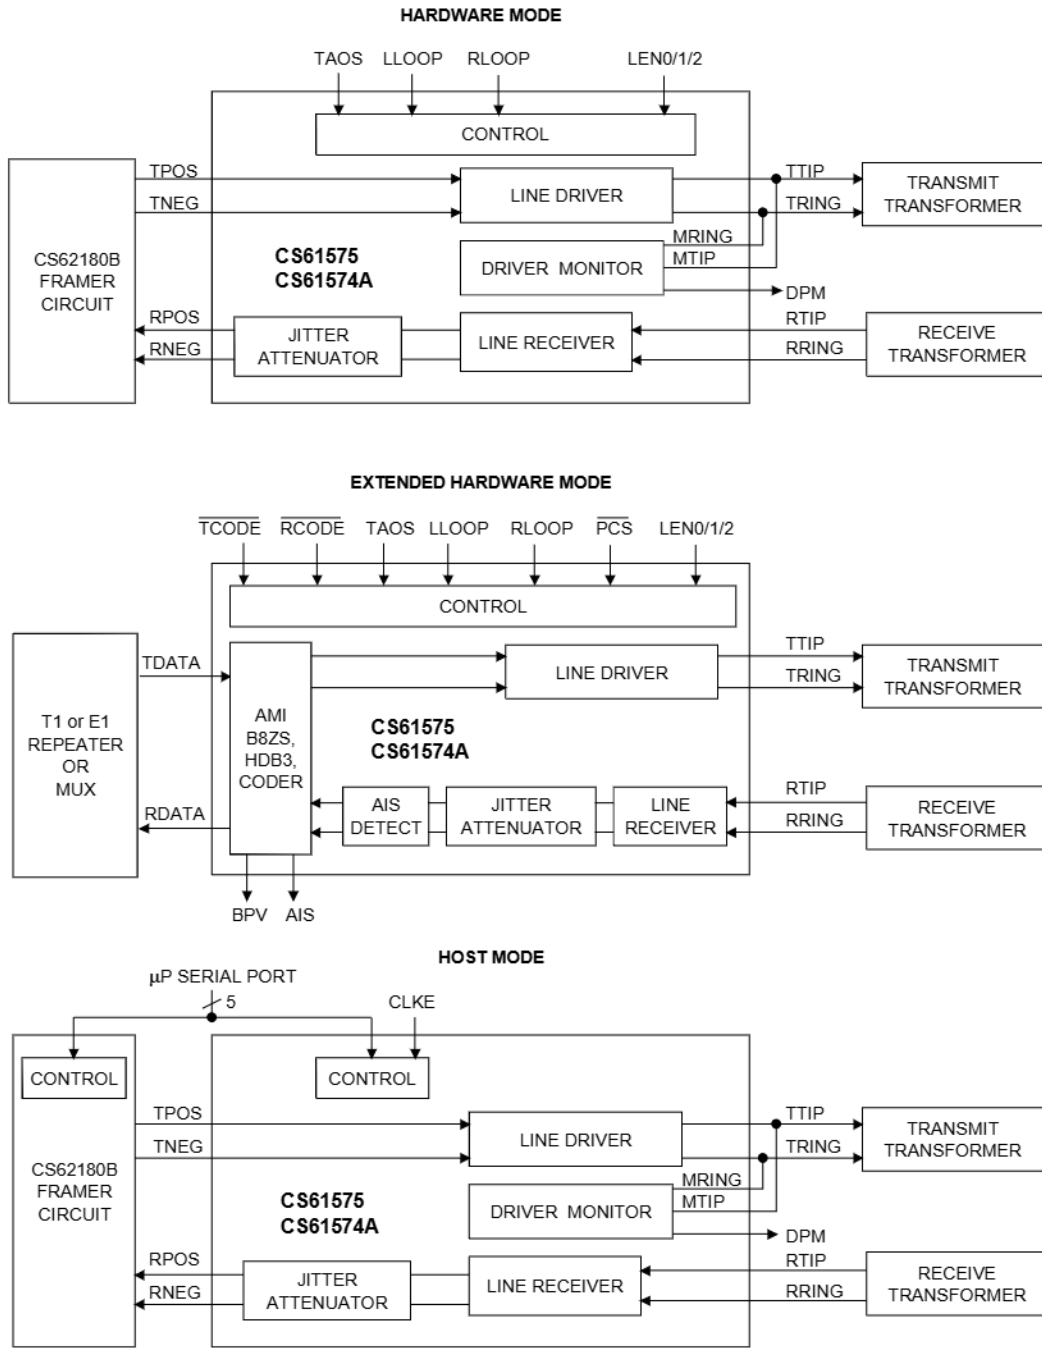 HARDWARE MODE
TAOS LLOOP RLOOP LEN0/1/2
CONTROL
TPOS
TNEG
LINE DRIVER
TTIP
TRING
TRANSMIT
TRANSFORMER
CS62180B
FRAMER
CIRCUIT
CS61575
CS61574A
DRIVER MONITOR
MRING
MTIP
DPM
RPOS
RNEG
JITTER
ATTENUATOR
LINE RECEIVER
RTIP
RRING
RECEIVE
TRANSFORMER
EXTENDED HARDWARE MODE
TCODE RCODE TAOS LLOOP RLOOP PCS LEN0/1/2
CONTROL
T1 or E1
REPEATER
OR
MUX
TDATA
RDATA
AMI
B8ZS,
HDB3,
CODER
LINE DRIVER
TTIP
TRING
TRANSMIT
TRANSFORMER
CS61575
CS61574A
AIS
DETECT
JITTER
ATTENUATOR
LINE
RECEIVER
RTIP
RRING
RECEIVE
TRANSFORMER
BPV AIS
HOST MODE
μP SERIAL PORT
5
CLKE
CONTROL
CONTROL
TPOS
TNEG
LINE DRIVER
TTIP
TRING
TRANSMIT
TRANSFORMER
CS62180B
FRAMER
CIRCUIT
CS61575
CS61574A
DRIVER MONITOR
MRING
MTIP
DPM
RPOS
RNEG
JITTER
ATTENUATOR
LINE RECEIVER
RTIP
RRING
RECEIVE
TRANSFORMER